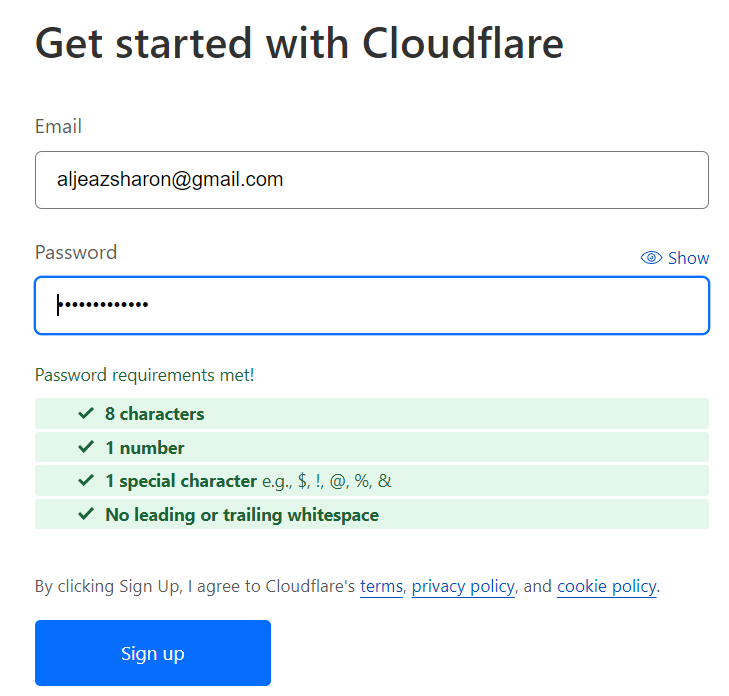 Get started with Cloudflare
Email
aljeazsharon@gmail.com
Password
Show
•••••••••••••
Password requirements met!
8 characters
1 number
1 special character e.g., $, !, @, %, &
No leading or trailing whitespace
By clicking Sign Up, I agree to Cloudflare's terms, privacy policy, and cookie policy.
Sign up